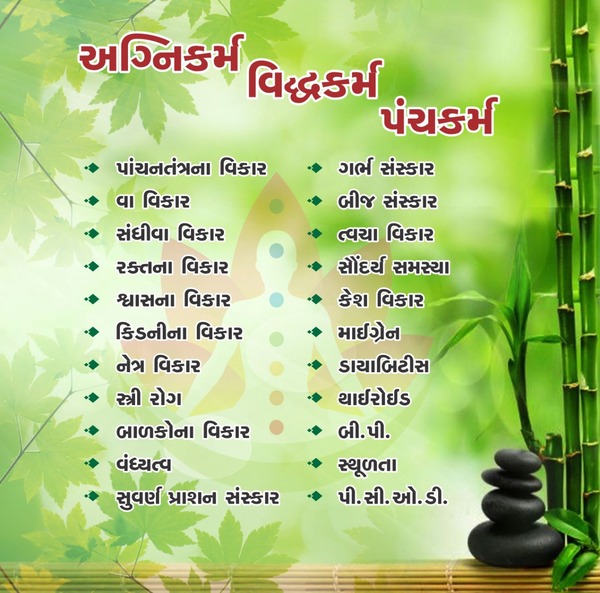 અગ્નિકર્મ
વિદ્ધકર્મ
પંચકર્મ
પાંચનતંત્રના વિકાર
વા વિકાર
સંધીવા વિકાર
રક્તના વિકાર
શ્વાસના વિકાર
કિડનીના વિકાર
નેત્ર વિકાર
સ્ત્રી રોગ
બાળકોના વિકાર
વંધ્યત્વ
સુવર્ણ પ્રાશન સંસ્કાર
ગર્ભ સંસ્કાર
બીજ સંસ્કાર
ત્વચા વિકાર
સૌંદર્ય સમસ્યા
કેશ વિકાર
માઈગ્રેન
ડાયાબિટીસ
થાઈરોઈડ
બી.પી.
સ્થૂળતા
પી.સી.ઓ.ડી.